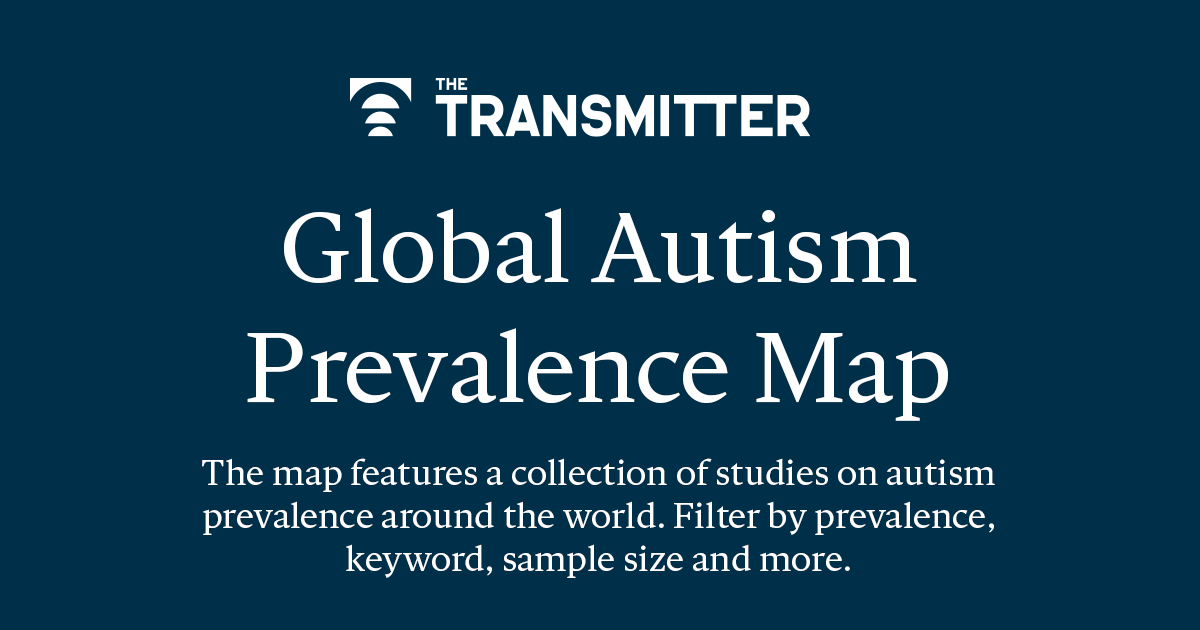 THE
TRANSMITTER
Global Autism
Prevalence Map
The map features a collection of studies on autism
prevalence around the world. Filter by prevalence,
keyword, sample size and more.